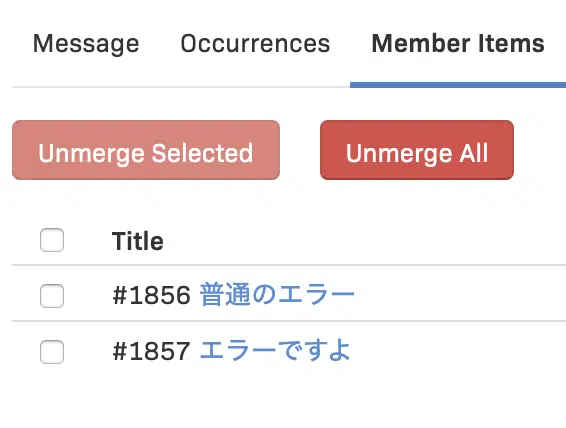 Message Occurrences Member Items
Unmerge Selected Unmerge All
Title
#1856 普通のエラー
#1857 エラーですよ